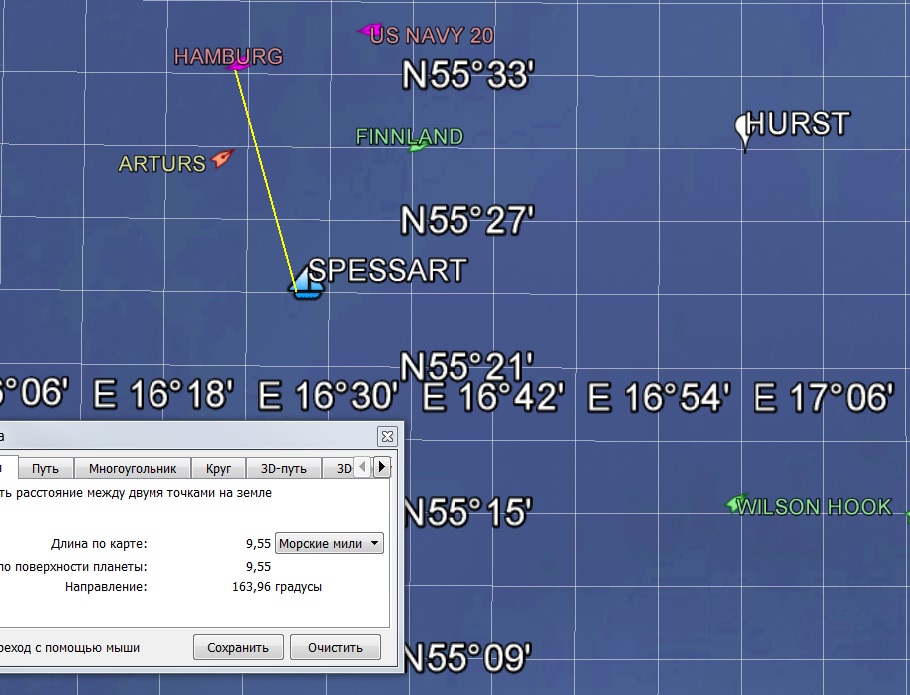 US NAVY 20
HAMBURG
N55°33'
HURST
FINNLAND
ARTURS
N55°27'
SPESSART
N55°21'
6°06' E 16°18' E 16°30' E 16°42' E 16°54' E 17°06'
а
Путь Многоугольник Круг 3D-путь 3D-
ть расстояние между двумя точками на земле
N55°15'
WILSON HOOK
Длина по карте: 9,55 Морские мили
по поверхности планеты: 9,55
Направление: 163,96 градусы
реход с помощью мыши Сохранить Очистить
N55°09'